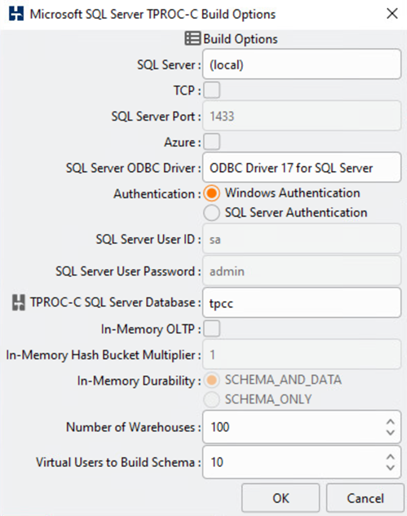 Microsoft SQL Server TPROC-C Build Options
Build Options
SQL Server : (local)
TCP :
SQL Server Port : 1433
Azure :
SQL Server ODBC Driver : ODBC Driver 17 for SQL Server
Authentication : Windows Authentication
SQL Server Authentication
SQL Server User ID : sa
SQL Server User Password : admin
TPROC-C SQL Server Database : tpcc
In-Memory OLTP :
In-Memory Hash Bucket Multiplier : 1
In-Memory Durability : SCHEMA_AND_DATA
SCHEMA_ONLY
Number of Warehouses : 100
Virtual Users to Build Schema : 10
OK Cancel